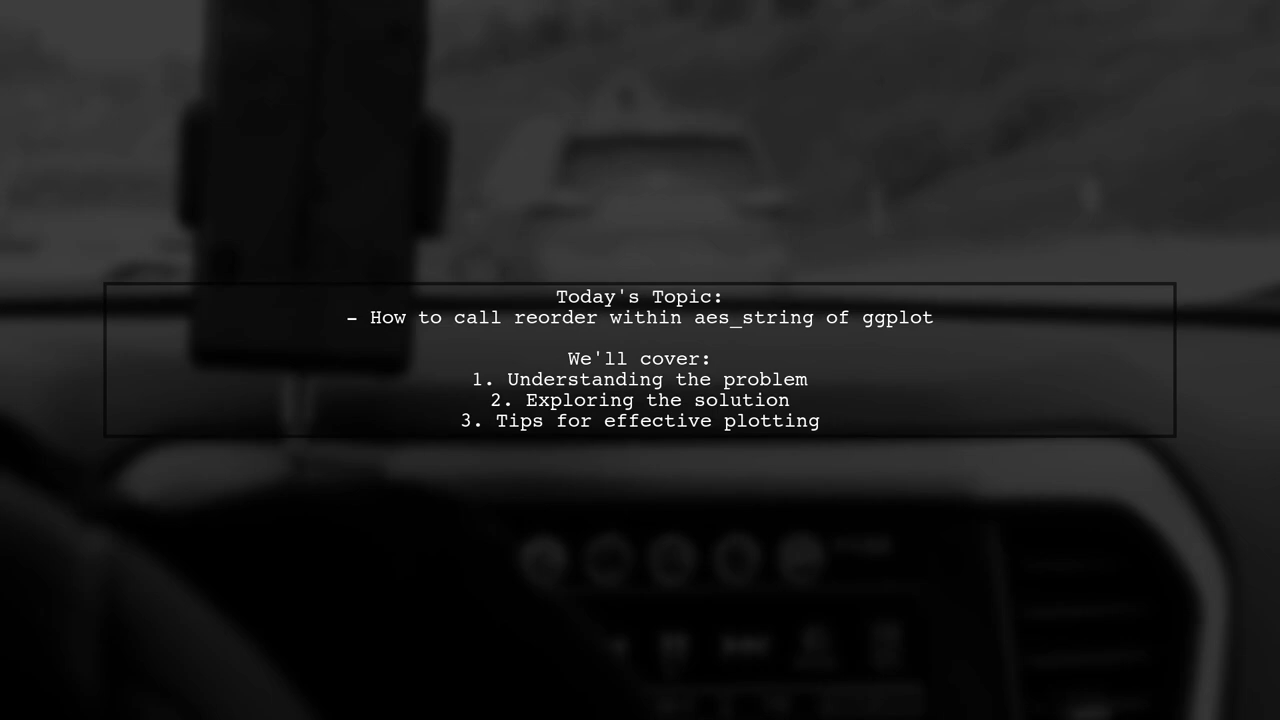 Today's Topic:
- How to call reorder within aes_string of ggplot
We'll cover:
1. Understanding the problem
2. Exploring the solution
3. Tips for effective plotting